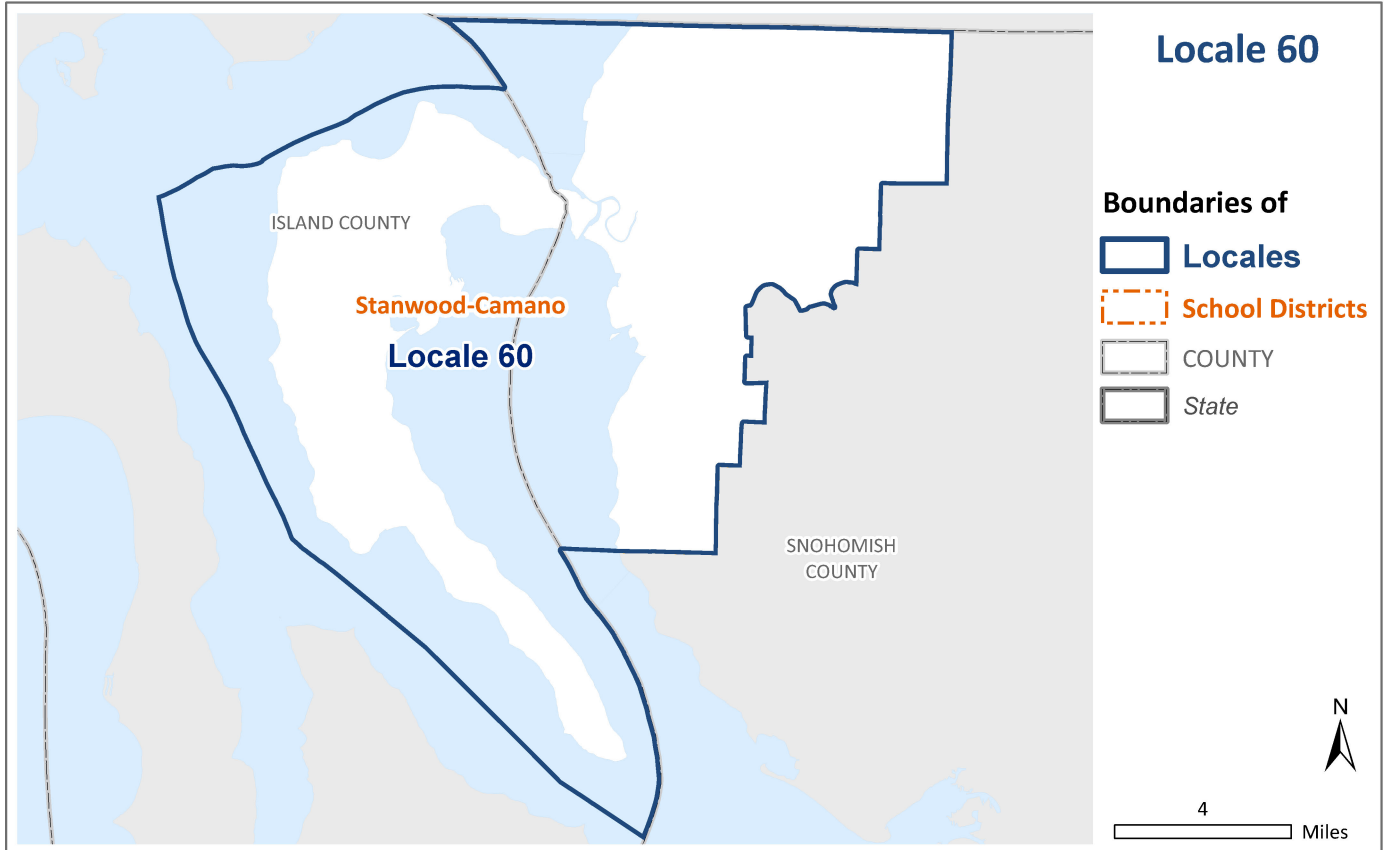 Locale 60
ISLAND COUNTY
Stanwood-Camano
Locale 60
SNOHOMISH
COUNTY
Boundaries of
Locales
School Districts
COUNTY
State
N
4
Miles